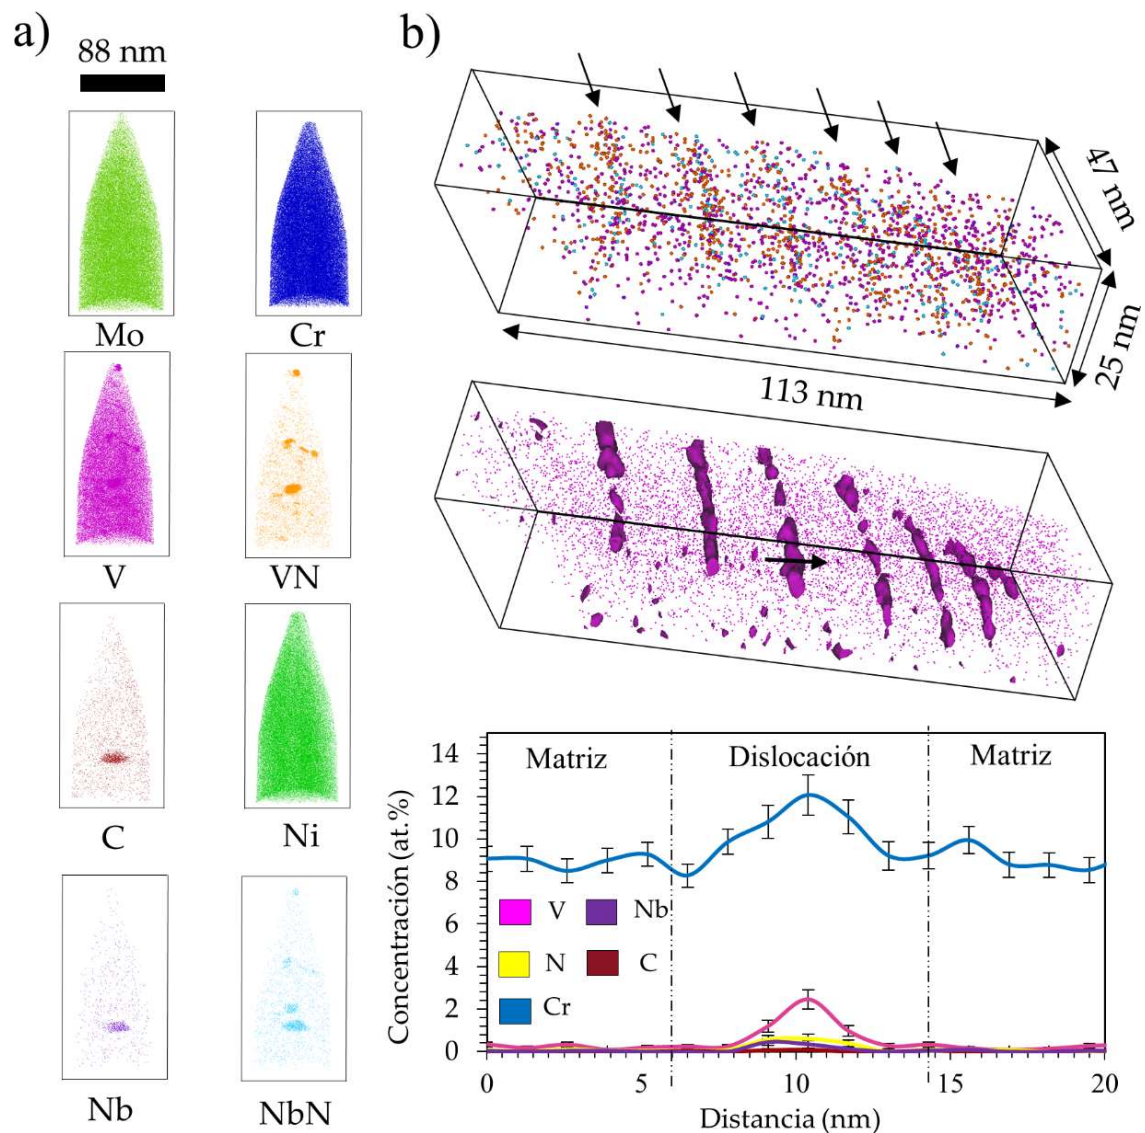 a)
88 nm
Mo
Cr
V
VN
C
Ni
Nb
NbN
b)
47 nm
25 nm
113 nm
Matriz
Dislocación
Matriz
Concentración (at.%)
14
12
10
8
6
4
2
0
V
Nb
N
C
Cr
0
5
10
15
20
Distancia (nm)